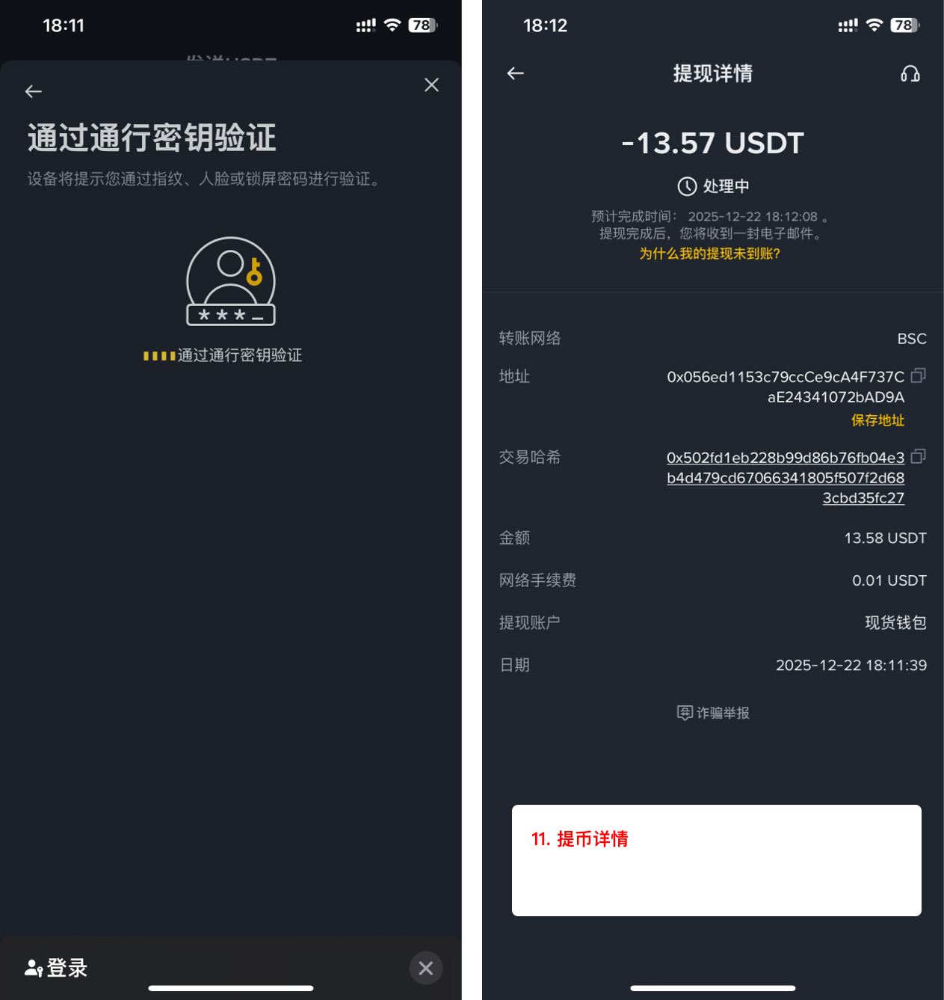 18:11
78
发送USDT
通过通行密钥验证
设备将提示您通过指纹、人脸或锁屏密码进行验证。
***_
通过通行密钥验证
登录
18:12
78
提现详情
-13.57 USDT
处理中
预计完成时间： 2025-12-22 18:12:08 。
提现完成后，您将收到一封电子邮件。
为什么我的提现未到账?
转账网络 BSC
地址 0x056ed1153c79ccCe9cA4F737C
aE24341072bAD9A
保存地址
交易哈希 0x502fd1eb228b99d86b76fb04e3
b4d479cd67066341805f507f2d68
3cbd35fc27
金额 13.58 USDT
网络手续费 0.01 USDT
提现账户 现货钱包
日期 2025-12-22 18:11:39
诈骗举报
11. 提币详情